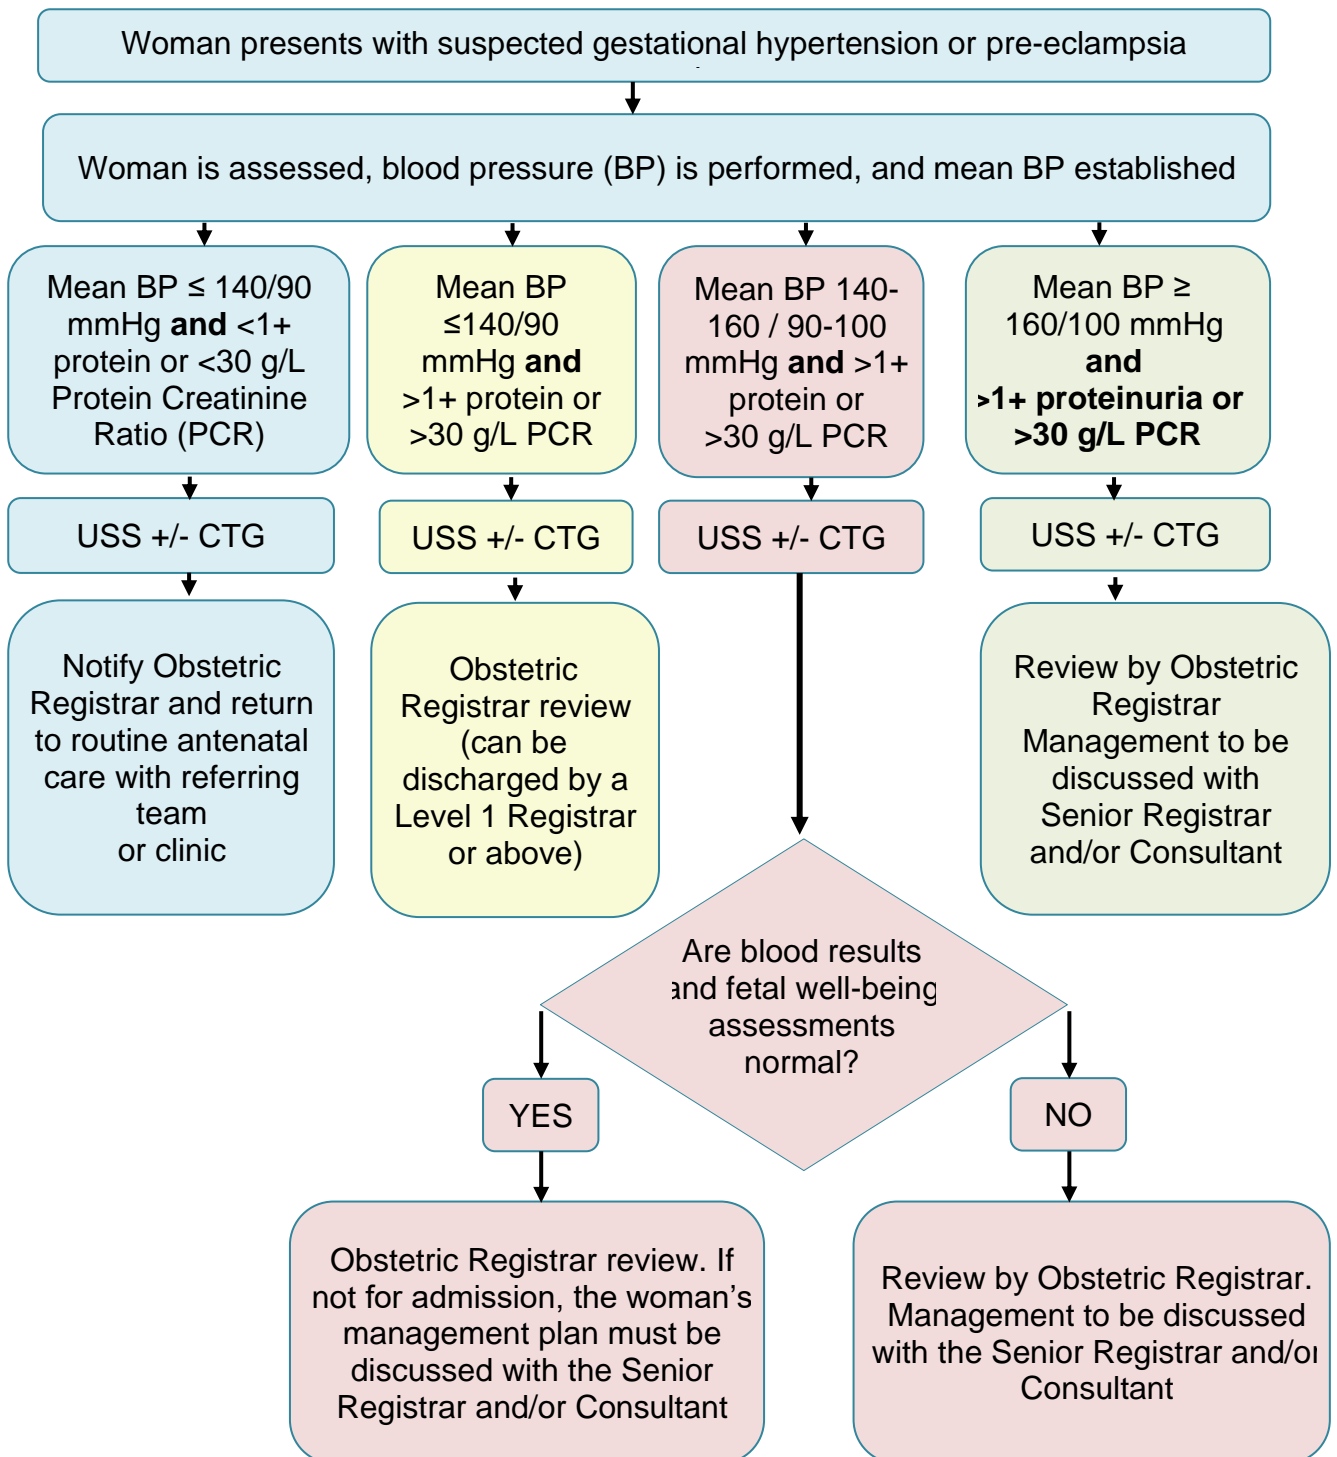 Woman presents with suspected gestational hypertension or pre-eclampsia
Woman is assessed, blood pressure (BP) is performed, and mean BP established
Mean BP ≤ 140/90
mmHg and <1+
protein or <30 g/L
Protein Creatinine
Ratio (PCR)
Mean BP
≤140/90
mmHg and
>1+ protein or
>30 g/L PCR
Mean BP 140-
160 / 90-100
mmHg and >1+
protein or
>30 g/L PCR
Mean BP ≥
160/100 mmHg
and
>1+ proteinuria or
>30 g/L PCR
USS +/- CTG
USS +/- CTG
USS +/- CTG
USS +/- CTG
Notify Obstetric
Registrar and return
to routine antenatal
care with referring
team
or clinic
Obstetric
Registrar review
(can be
discharged by a
Level 1 Registrar
or above)
Review by Obstetric
Registrar
Management to be
discussed with
Senior Registrar
and/or Consultant
Are blood results
and fetal well-being
assessments
normal?
YES
NO
Obstetric Registrar review. If
not for admission, the woman’s
management plan must be
discussed with the Senior
Registrar and/or Consultant
Review by Obstetric Registrar.
Management to be discussed
with the Senior Registrar and/or
Consultant